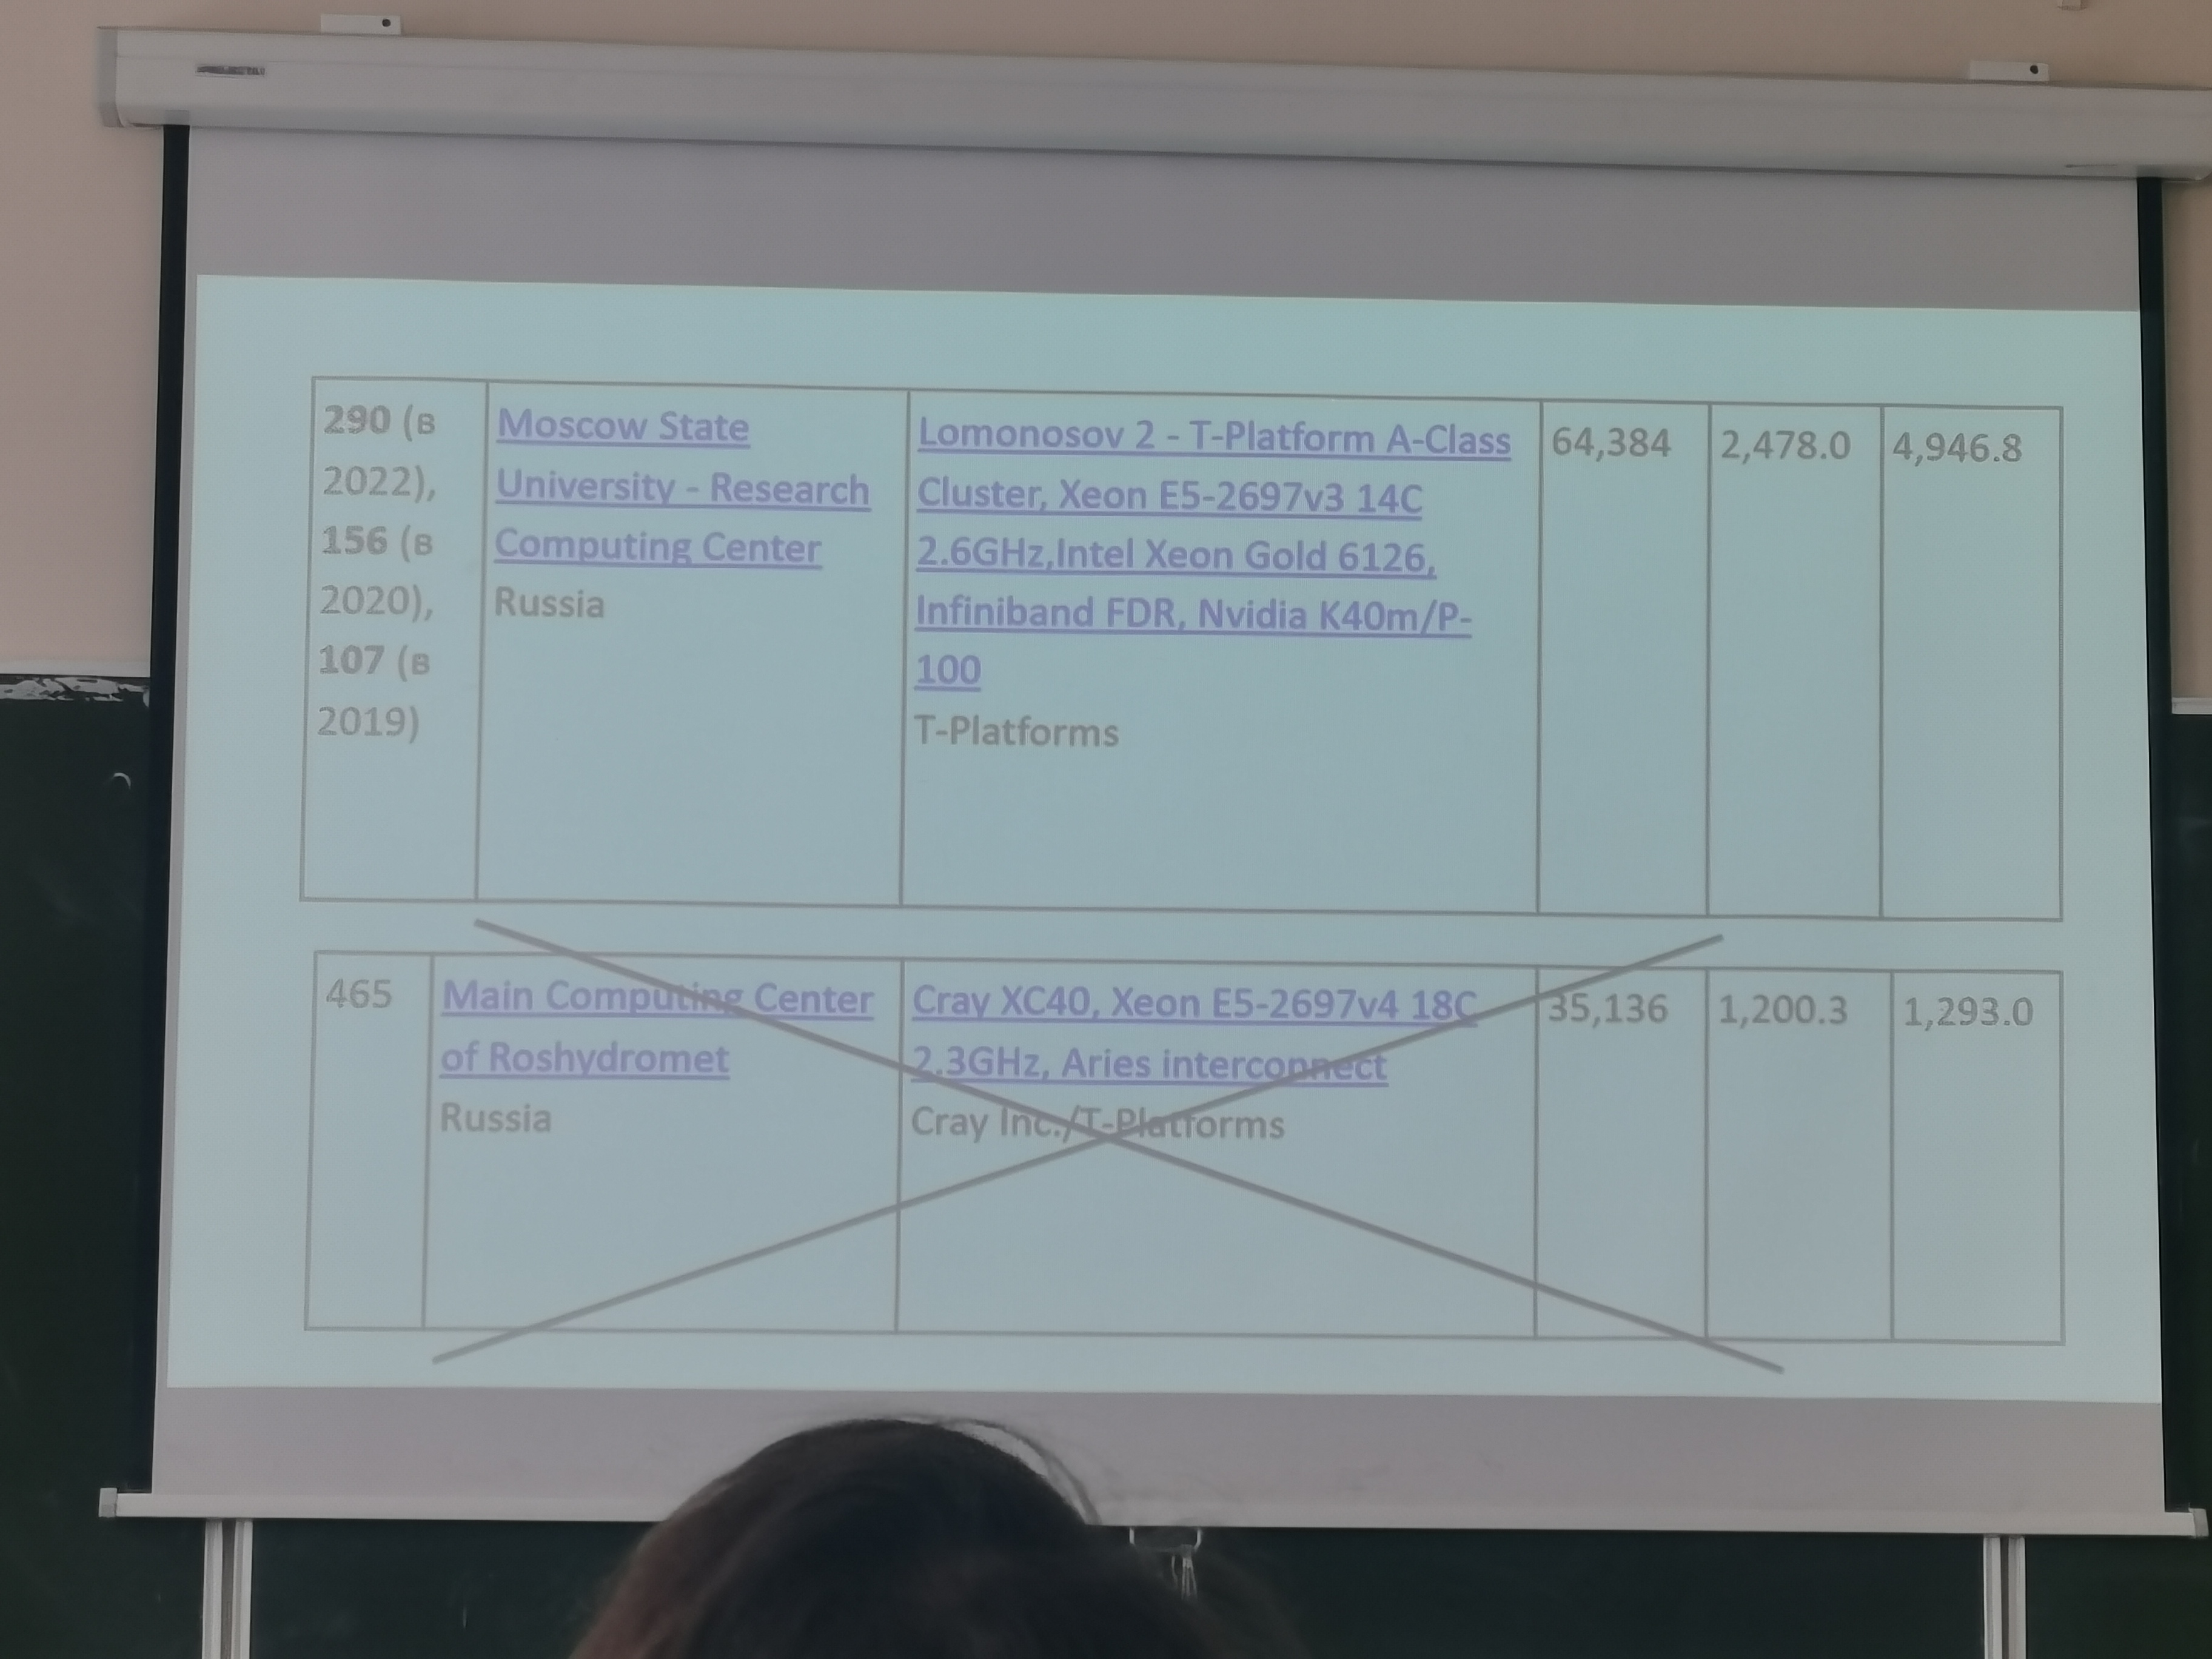 290 (в
2022),
156 (в
2020),
107 (в
2019)
Moscow State
University - Research
Computing Center
Russia
Lomonosov 2 - T-Platform A-Class
Cluster, Xeon E5-2697v3 14C
2.6GHz,Intel Xeon Gold 6126,
Infiniband FDR, Nvidia K40m/P-
100
T-Platforms
64,384
2,478.0
4,946.8
465
Main Computing Center
of Roshydromet
Russia
Cray XC40, Xeon E5-2697v4 18C
2.3GHz, Aries interconnect
Cray Inc./T-Platforms
35,136
1,200.3
1,293.0